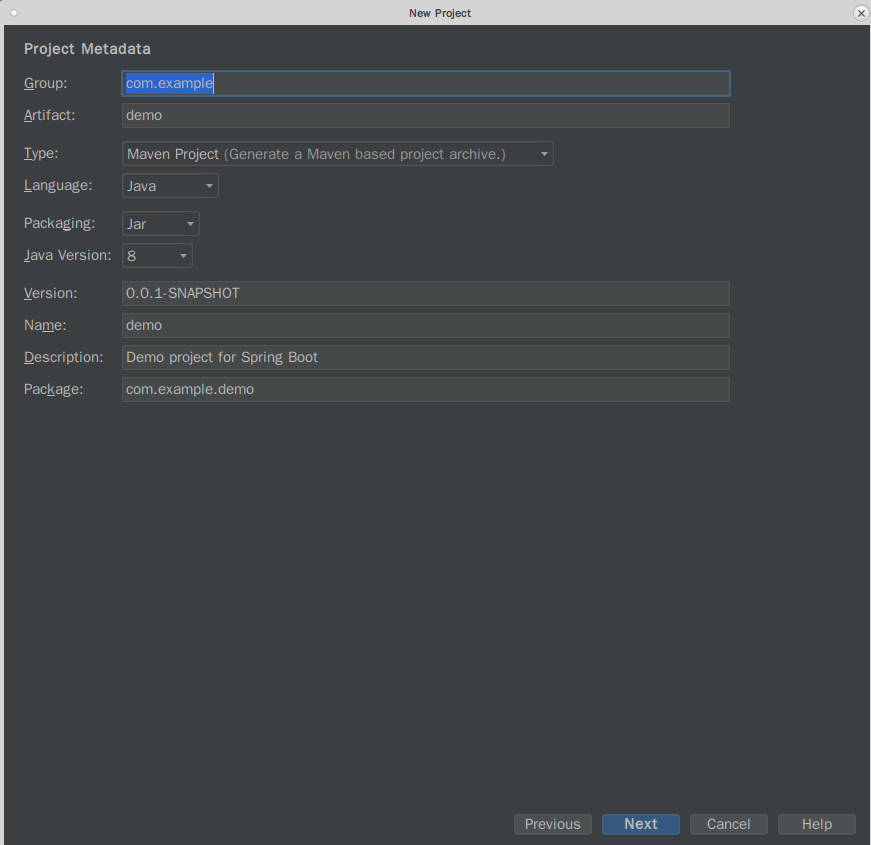 New Project
Project Metadata
Group: com.example
Artifact: demo
Type: Maven Project (Generate a Maven based project archive.)
Language: Java
Packaging: Jar
Java Version: 8
Version: 0.0.1-SNAPSHOT
Name: demo
Description: Demo project for Spring Boot
Package: com.example.demo
Previous Next Cancel Help